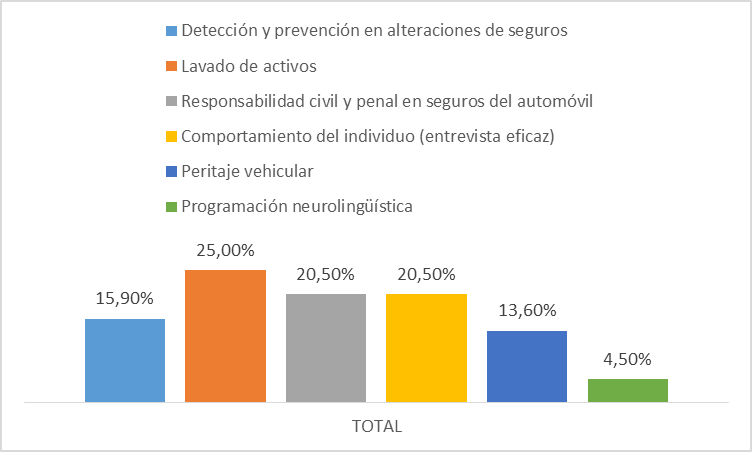 Detección y prevención en alteraciones de seguros
Lavado de activos
Responsabilidad civil y penal en seguros del automóvil
Comportamiento del individuo (entrevista eficaz)
Peritaje vehicular
Programación neurolingüística
15,90%
25,00%
20,50%
20,50%
13,60%
4,50%
TOTAL